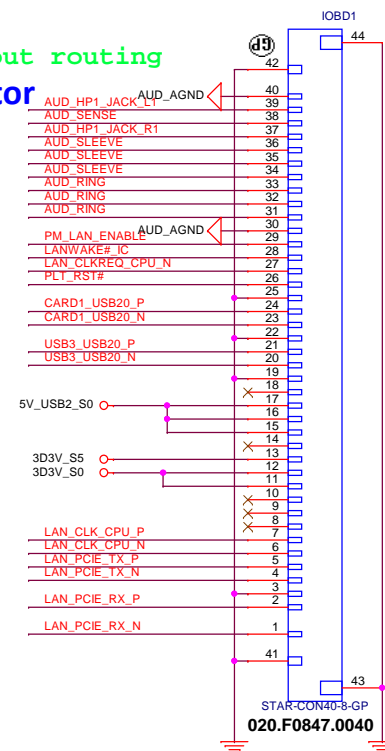 IOBD1
out routing
tor
GP
44
42
AUD_AGND
40
AUD_HP1_JACK_L1
39
AUD_SENSE
38
AUD_HP1_JACK_R1
37
AUD_SLEEVE
36
AUD_SLEEVE
35
AUD_SLEEVE
34
AUD_RING
33
AUD_RING
32
AUD_RING
31
AUD_AGND
30
PM_LAN_ENABLE
29
LANWAKE#_IC
28
LAN_CLKREQ_CPU_N
27
PLT_RST#
26
25
CARD1_USB20_P
24
CARD1_USB20_N
23
22
USB3_USB20_P
21
USB3_USB20_N
20
19
18
5V_USB2_S0
17
16
15
14
3D3V_S5
13
3D3V_S0
12
11
10
9
8
LAN_CLK_CPU_P
7
LAN_CLK_CPU_N
6
LAN_PCIE_TX_P
5
LAN_PCIE_TX_N
4
3
LAN_PCIE_RX_P
2
LAN_PCIE_RX_N
1
41
43
STAR-CON40-8-GP
020.F0847.0040